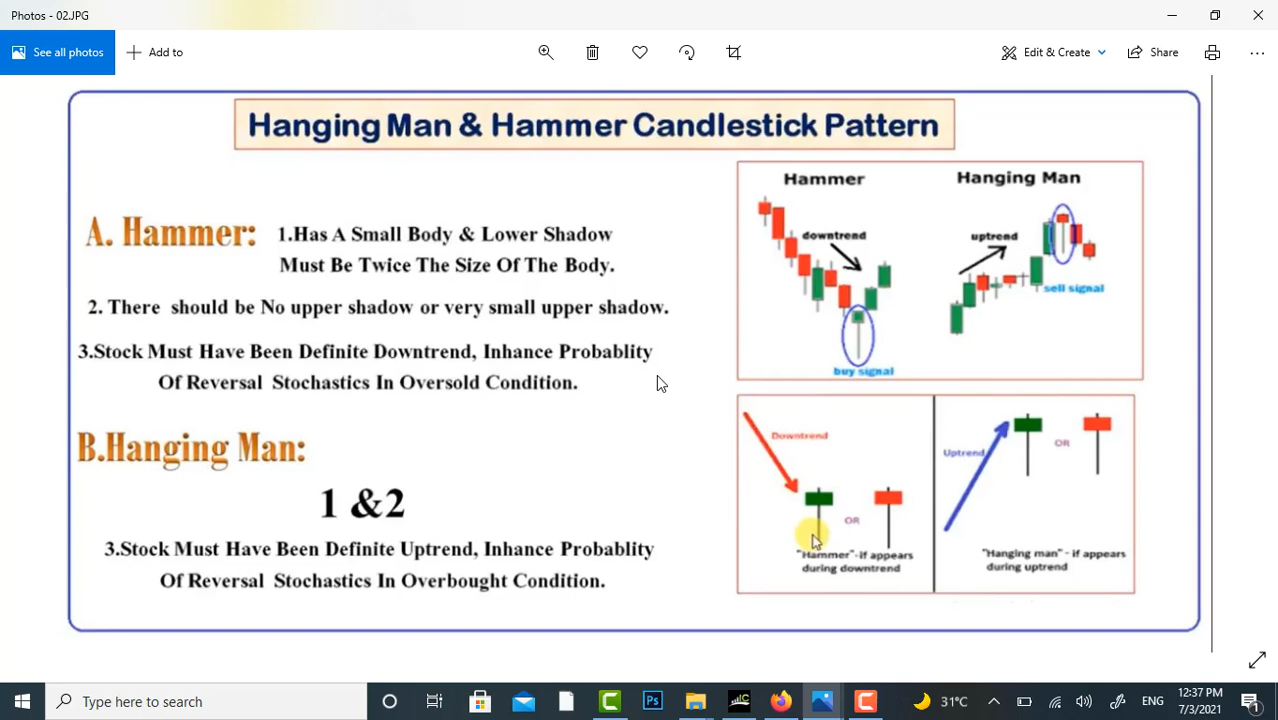 Photos - 02.JPG
See all photos
Add to
Edit & Create
Share
Hanging Man & Hammer Candlestick Pattern
A. Hammer:
1.Has A Small Body & Lower Shadow
Must Be Twice The Size Of The Body.
2. There should be No upper shadow or very small upper shadow.
3.Stock Must Have Been Definite Downtrend, Inhance Probablity
Of Reversal Stochastics In Oversold Condition.
B.Hanging Man:
1 &2
3.Stock Must Have Been Definite Uptrend, Inhance Probablity
Of Reversal Stochastics In Overbought Condition.
Hammer
downtrend
buy signal
Hanging Man
uptrend
sell signal
Downtrend
OR
"Hammer"-if appears
during downtrend
Uptrend
OR
"Hanging man" - if appears
during uptrend
Type here to search
Ps
31°C
ENG
12:37 PM
7/3/2021
1